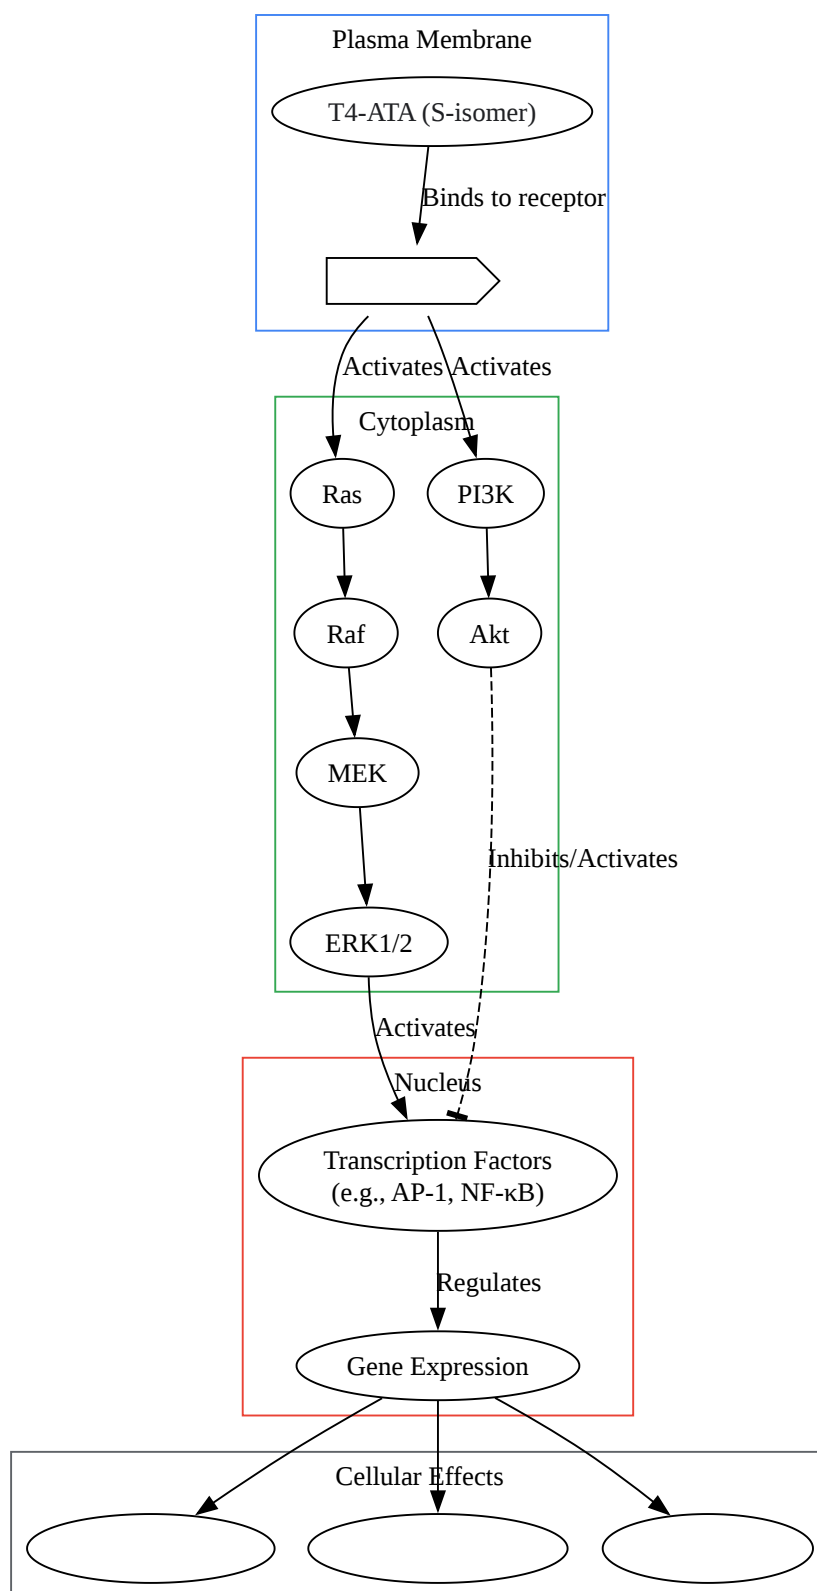 Plasma Membrane
T4-ATA (S-isomer)
Binds to receptor
Activates
Activates
Cytoplasm
Ras
PI3K
Raf
Akt
MEK
Inhibits/Activates
ERK1/2
Activates
Nucleus
Transcription Factors
(e.g., AP-1, NF-κB)
Regulates
Gene Expression
Cellular Effects